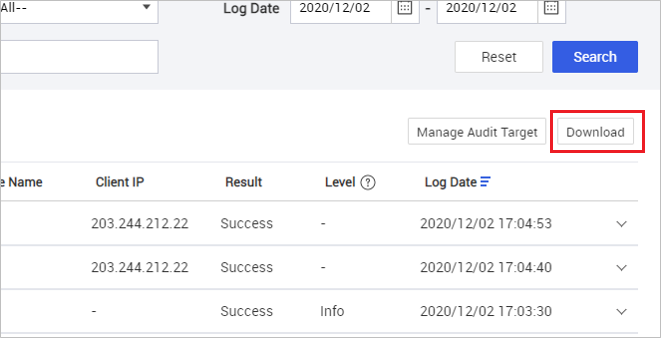 All--
Log Date 2020/12/02 - 2020/12/02
Reset Search
Manage Audit Target Download
e Name Client IP Result Level ? Log Date
203.244.212.22 Success - 2020/12/02 17:04:53
203.244.212.22 Success - 2020/12/02 17:04:40
- Success Info 2020/12/02 17:03:30